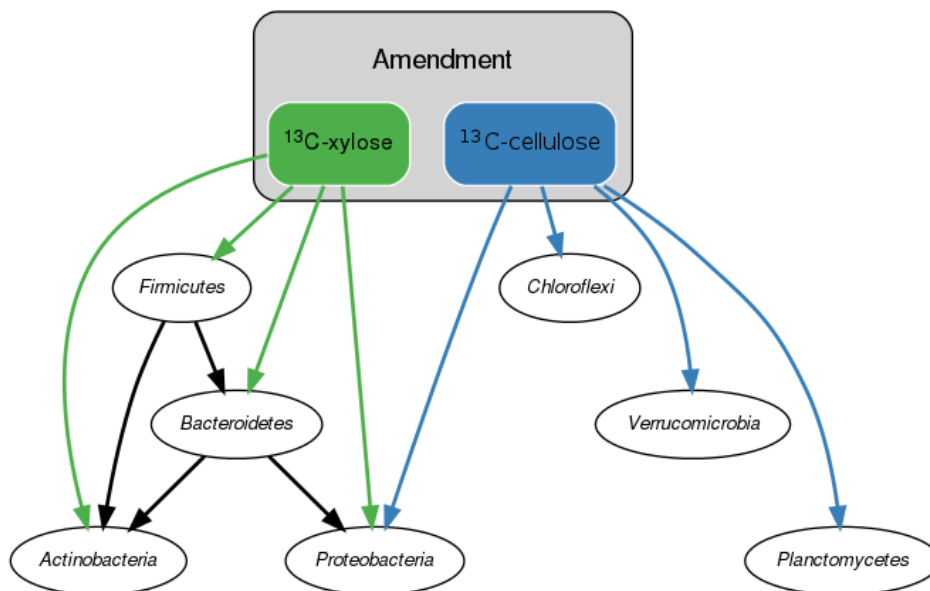 Amendment
¹³C-xylose
¹³C-cellulose
Firmicutes
Chloroflexi
Bacteroidetes
Verrucomicrobia
Actinobacteria
Proteobacteria
Planctomycetes